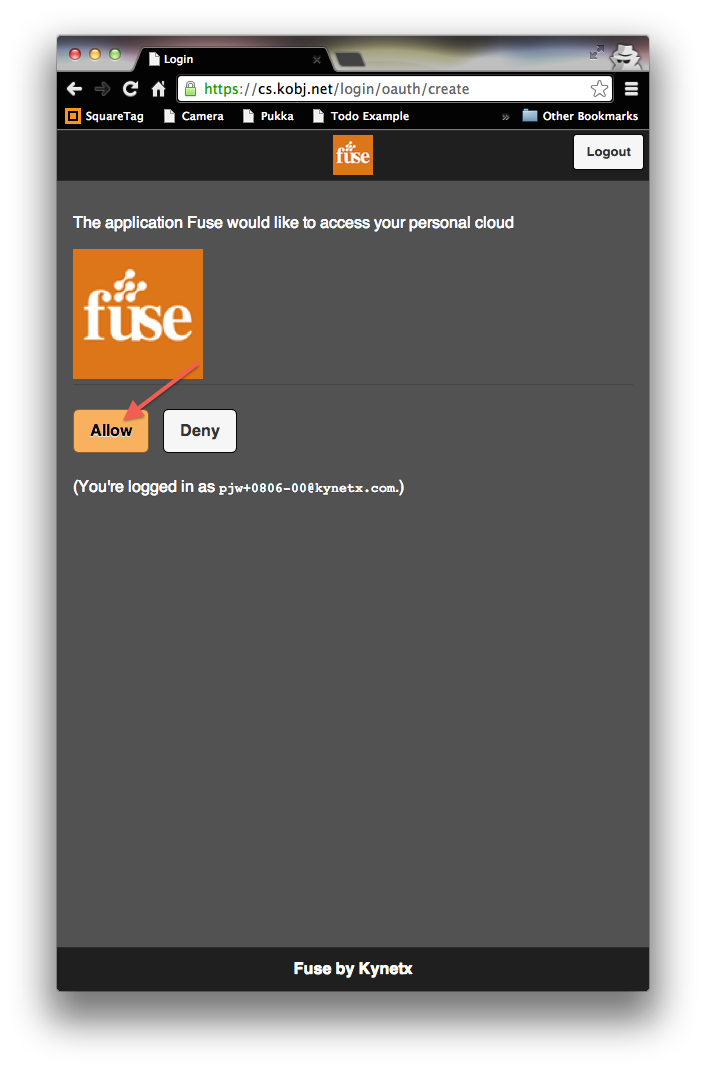 Login
https://cs.kobj.net/login/oauth/create
SquareTag Camera Pukka Todo Example » Other Bookmarks
fuse Logout
The application Fuse would like to access your personal cloud
fuse
Allow Deny
(You're logged in as pjw+0806-00@kynetx.com.)
Fuse by Kynetx